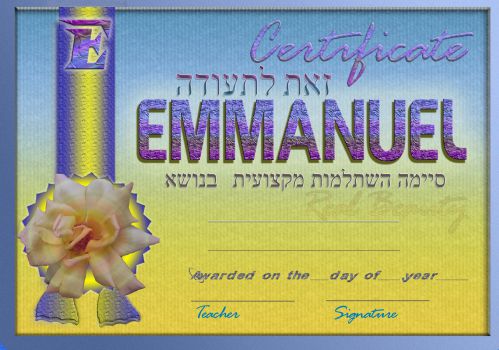 E
Certificate
זאת לתעודה
EMMANUEL
סיימה השתלמות מקצועית בנושא
Real Beauty
Awarded on the day of year
Teacher Signature